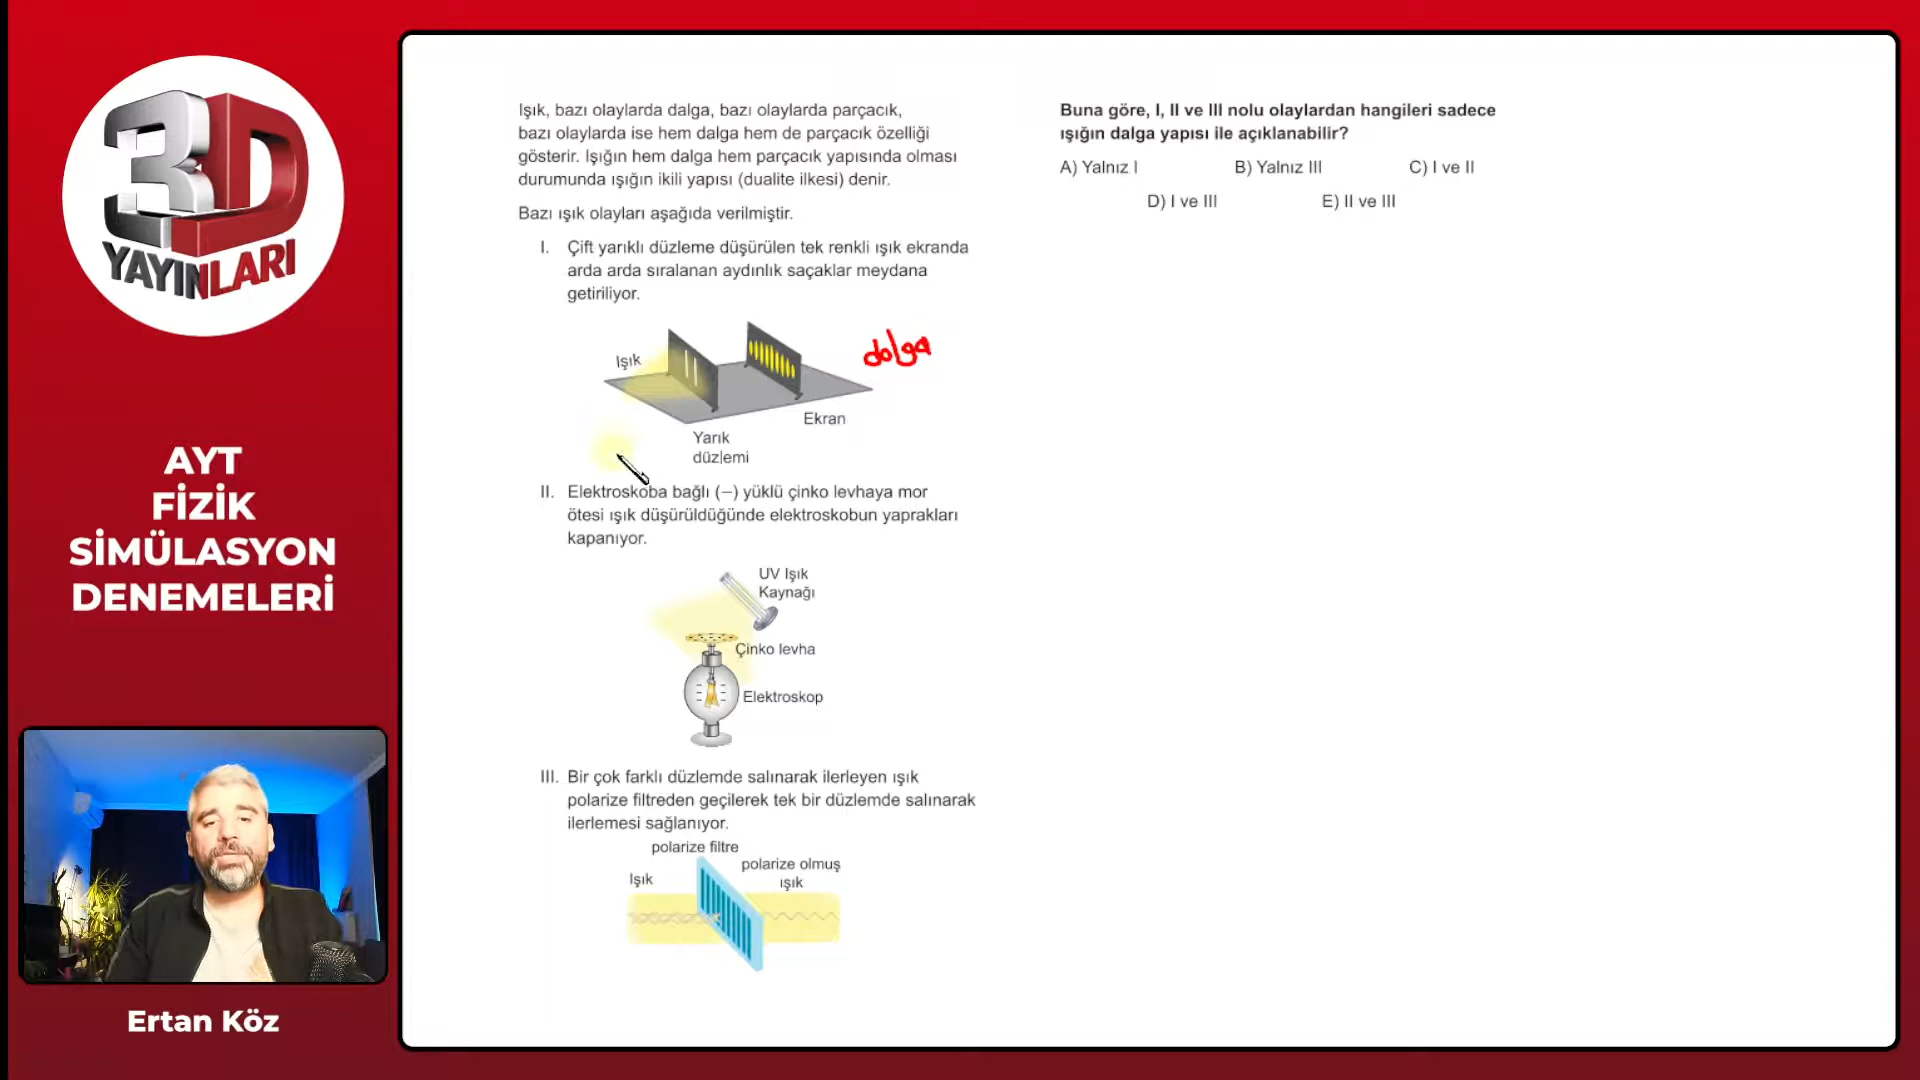 3D
YAYINLARI
AYT
FİZİK
SİMÜLASYON
DENEMELERİ
Ertan Köz
Işık, bazı olaylarda dalga, bazı olaylarda parçacık,
bazı olaylarda ise hem dalga hem de parçacık özelliği
gösterir. Işığın hem dalga hem parçacık yapısında olması
durumunda ışığın ikili yapısı (dualite ilkesi) denir.
Bazı ışık olayları aşağıda verilmiştir.
I. Çift yarıklı düzleme düşürülen tek renkli ışık ekranda
arda arda sıralanan aydınlık saçaklar meydana
getiriliyor.
Işık
dalga
Ekran
Yarık
düzlemi
II. Elektroskoba bağlı (−) yüklü çinko levhaya mor
ötesi ışık düşürüldüğünde elektroskobun yaprakları
kapanıyor.
UV Işık
Kaynağı
Çinko levha
Elektroskop
III. Bir çok farklı düzlemde salınarak ilerleyen ışık
polarize filtreden geçilerek tek bir düzlemde salınarak
ilerlemesi sağlanıyor.
polarize filtre
polarize olmuş
ışık
Işık
Buna göre, I, II ve III nolu olaylardan hangileri sadece
ışığın dalga yapısı ile açıklanabilir?
A) Yalnız I B) Yalnız III C) I ve II
D) I ve III E) II ve III